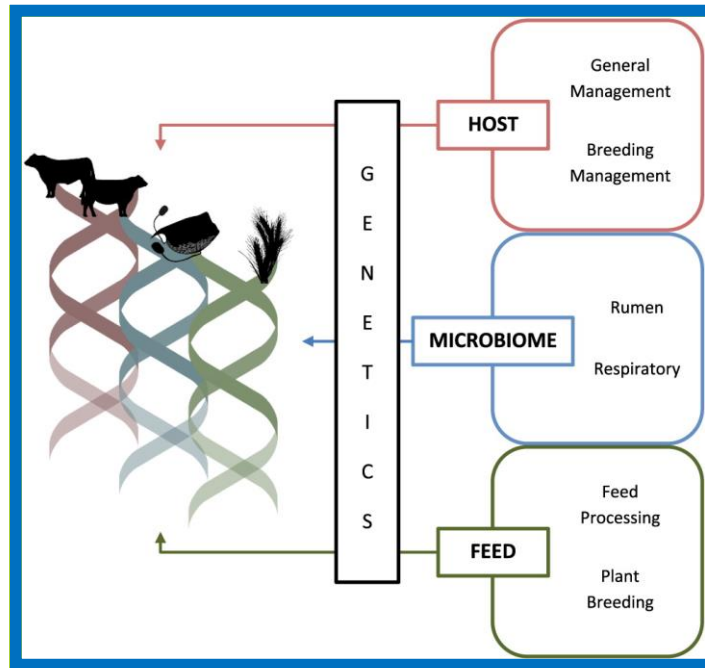 General
Management
HOST
Breeding
Management
G
E
N
E
T
I
C
S
Rumen
MICROBIOME
Respiratory
Feed
Processing
FEED
Plant
Breeding